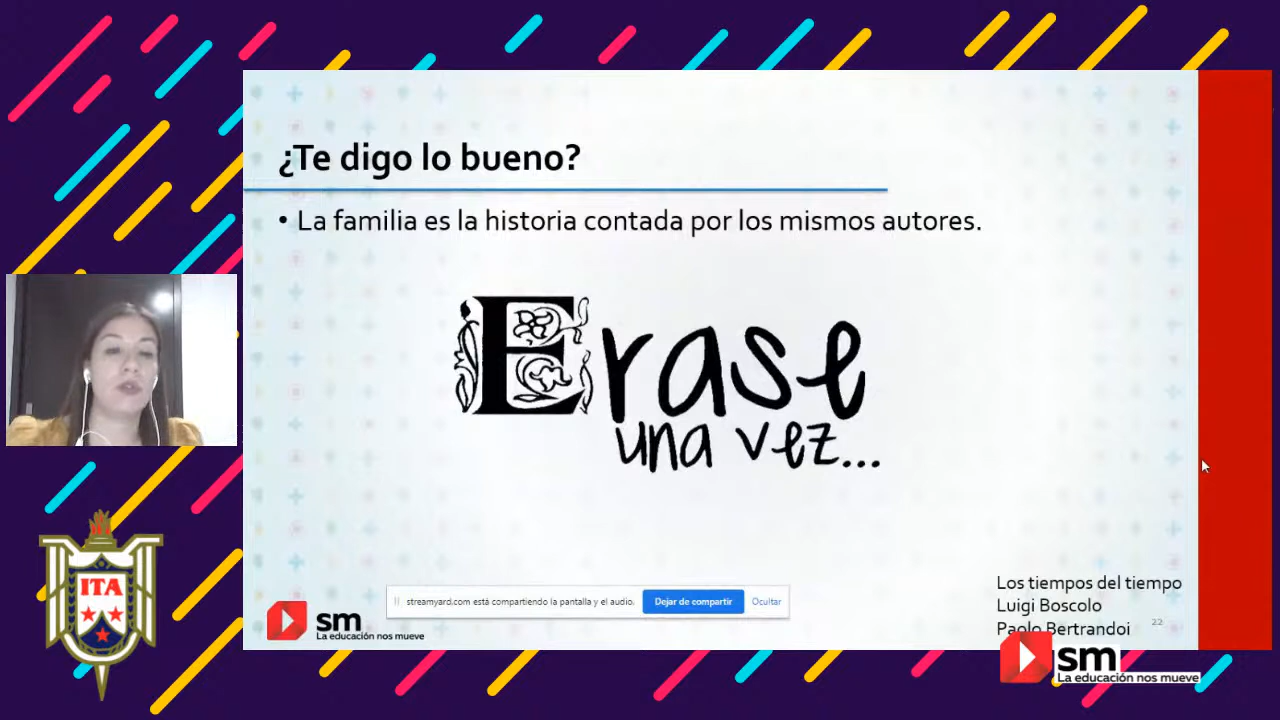 ¿Te digo lo bueno?
• La familia es la historia contada por los mismos autores.
Erase
una vez...
streamyard.com está compartiendo la pantalla y el audio.
Dejar de compartir
Ocultar
Los tiempos del tiempo
Luigi Boscolo
Paolo Bertrandoi
22
sm
La educación nos mueve
sm
La educación nos mueve
ITA